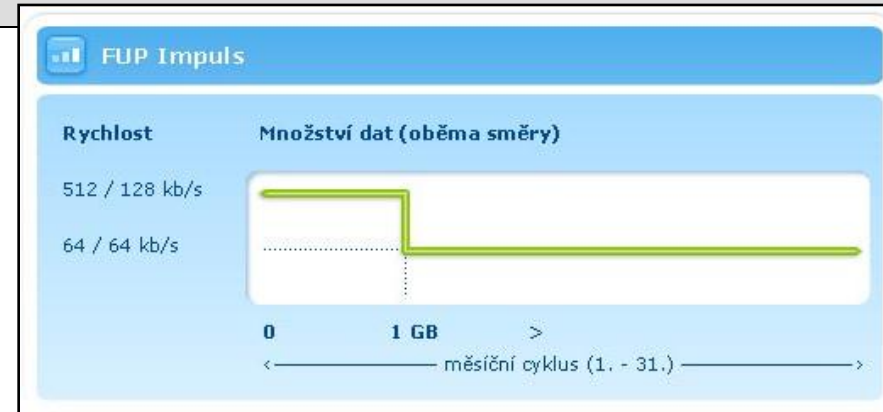 FUP Impuls
Rychlost Množství dat (oběma směry)
512 / 128 kb/s
64 / 64 kb/s
0 1 GB >
měsíční cyklus (1. - 31.)